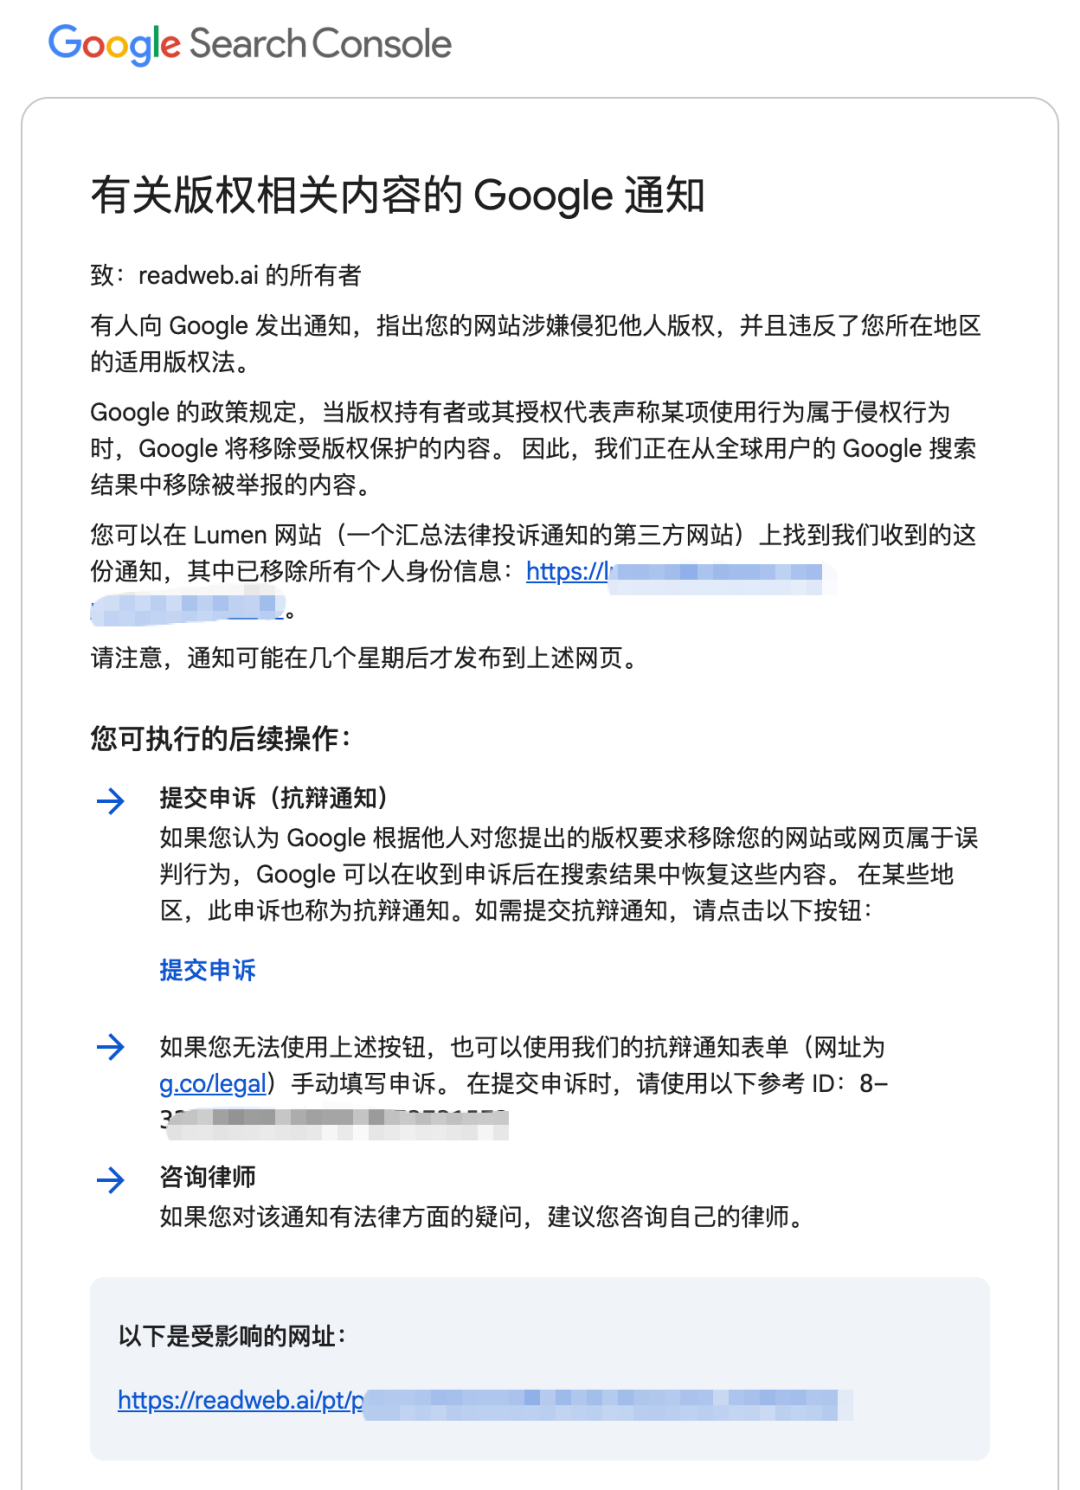 Google Search Console
有关版权相关内容的 Google 通知
致：readweb.ai 的所有者
有人向 Google 发出通知，指出您的网站涉嫌侵犯他人版权，并且违反了您所在地区
的适用版权法。
Google 的政策规定，当版权持有者或其授权代表声称某项使用行为属于侵权行为
时，Google 将移除受版权保护的内容。 因此，我们正在从全球用户的 Google 搜索
结果中移除被举报的内容。
您可以在 Lumen 网站（一个汇总法律投诉通知的第三方网站）上找到我们收到的这
份通知，其中已移除所有个人身份信息：https://l
。
请注意，通知可能在几个星期后才发布到上述网页。
您可执行的后续操作：
提交申诉（抗辩通知）
如果您认为 Google 根据他人对您提出的版权要求移除您的网站或网页属于误
判行为，Google 可以在收到申诉后在搜索结果中恢复这些内容。 在某些地
区，此申诉也称为抗辩通知。如需提交抗辩通知，请点击以下按钮：
提交申诉
如果您无法使用上述按钮，也可以使用我们的抗辩通知表单（网址为
g.co/legal）手动填写申诉。 在提交申诉时，请使用以下参考 ID：8-
3
咨询律师
如果您对该通知有法律方面的疑问，建议您咨询自己的律师。
以下是受影响的网址：
https://readweb.ai/pt/p